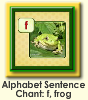 f
Alphabet Sentence
Chant: f, frog